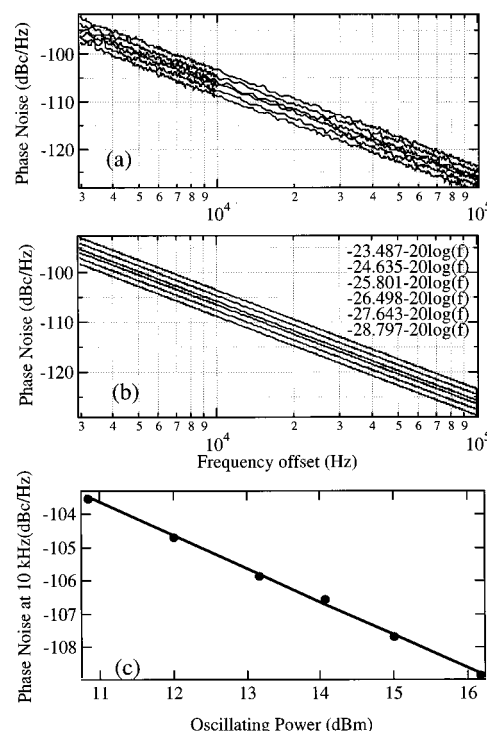 Phase Noise (dBc/Hz)
-100
-110
-120
(a)
3 4 5 6 7 8 9 2 3 4 5 6 7 8 9
10⁴ 10⁵
Phase Noise (dBc/Hz)
-100
-110
-120
-23.487-20log(f)
-24.635-20log(f)
-25.801-20log(f)
-26.498-20log(f)
-27.643-20log(f)
-28.797-20log(f)
(b)
3 4 5 6 7 8 9 2 3 4 5 6 7 8 9
10⁴ 10⁵
Frequency offset (Hz)
Phase Noise at 10 kHz(dBc/Hz)
-104
-105
-106
-107
-108
(c)
11 12 13 14 15 16
Oscillating Power (dBm)